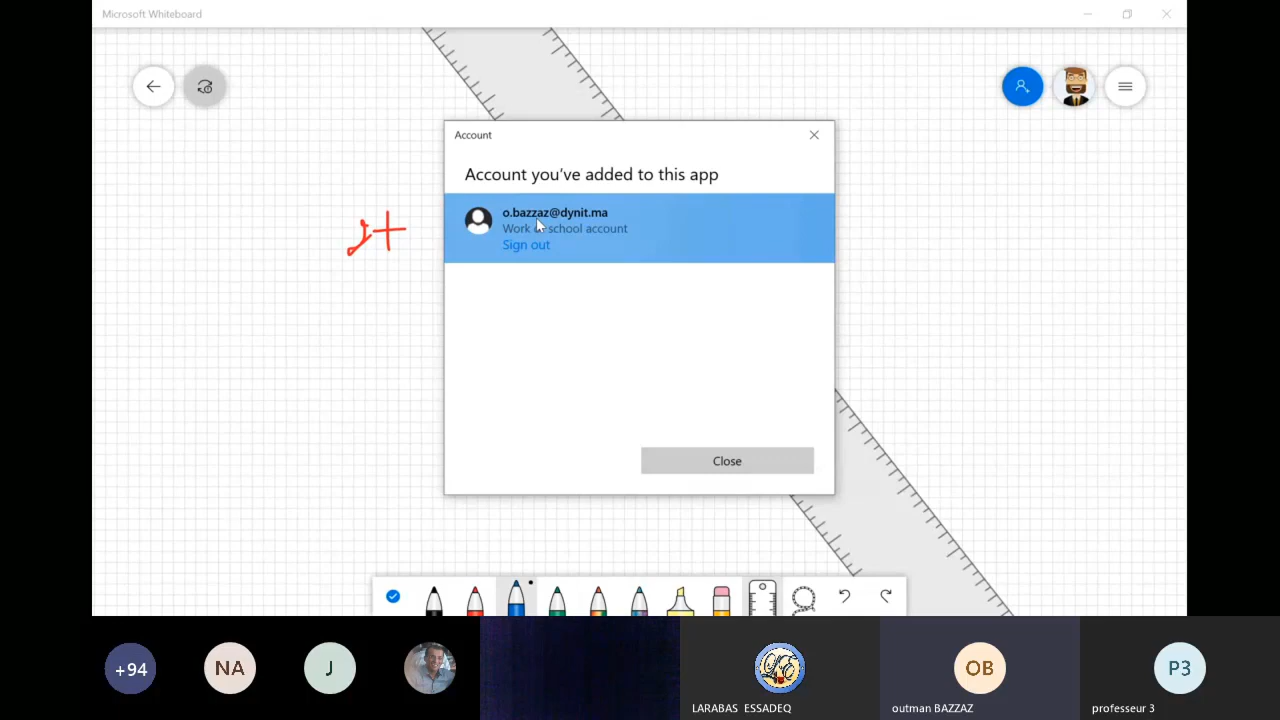 Microsoft Whiteboard
Account
Account you've added to this app
o.bazzaz@dynit.ma
Work or school account
Sign out
Close
+94
NA
J
OB
P3
LARABAS ESSADEQ
outman BAZZAZ
professeur 3